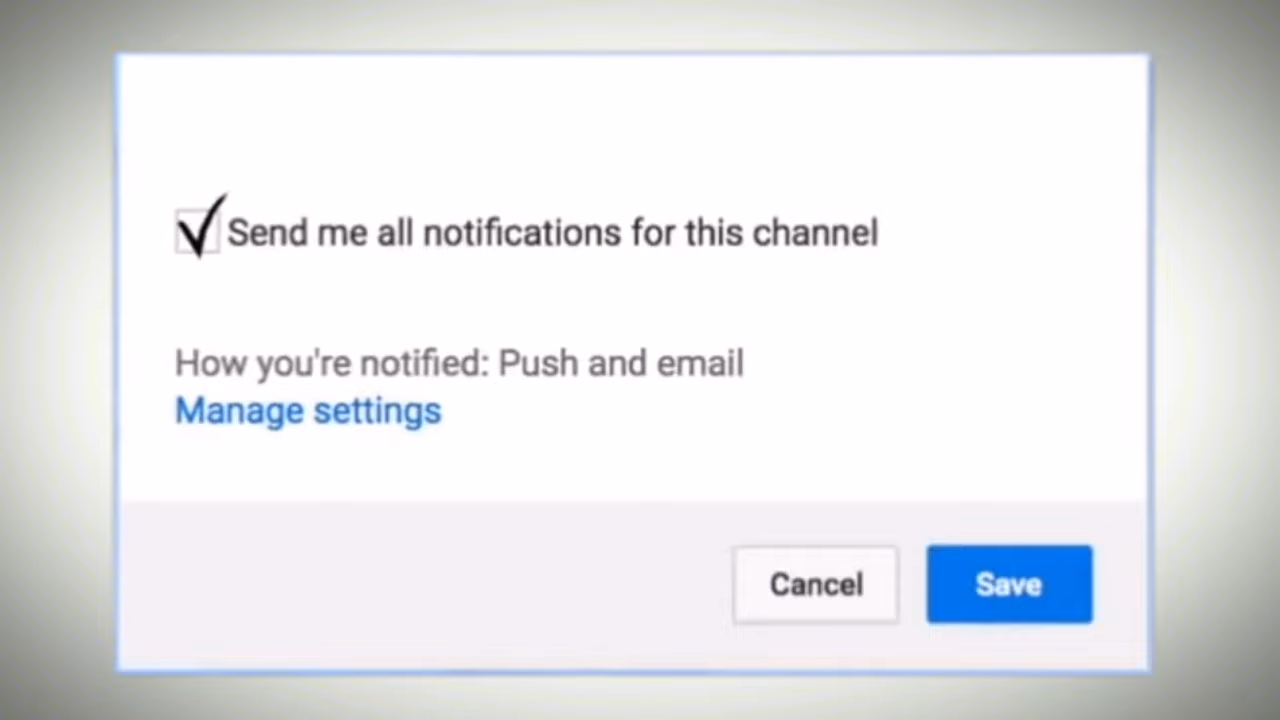 Send me all notifications for this channel
How you're notified: Push and email
Manage settings
Cancel
Save